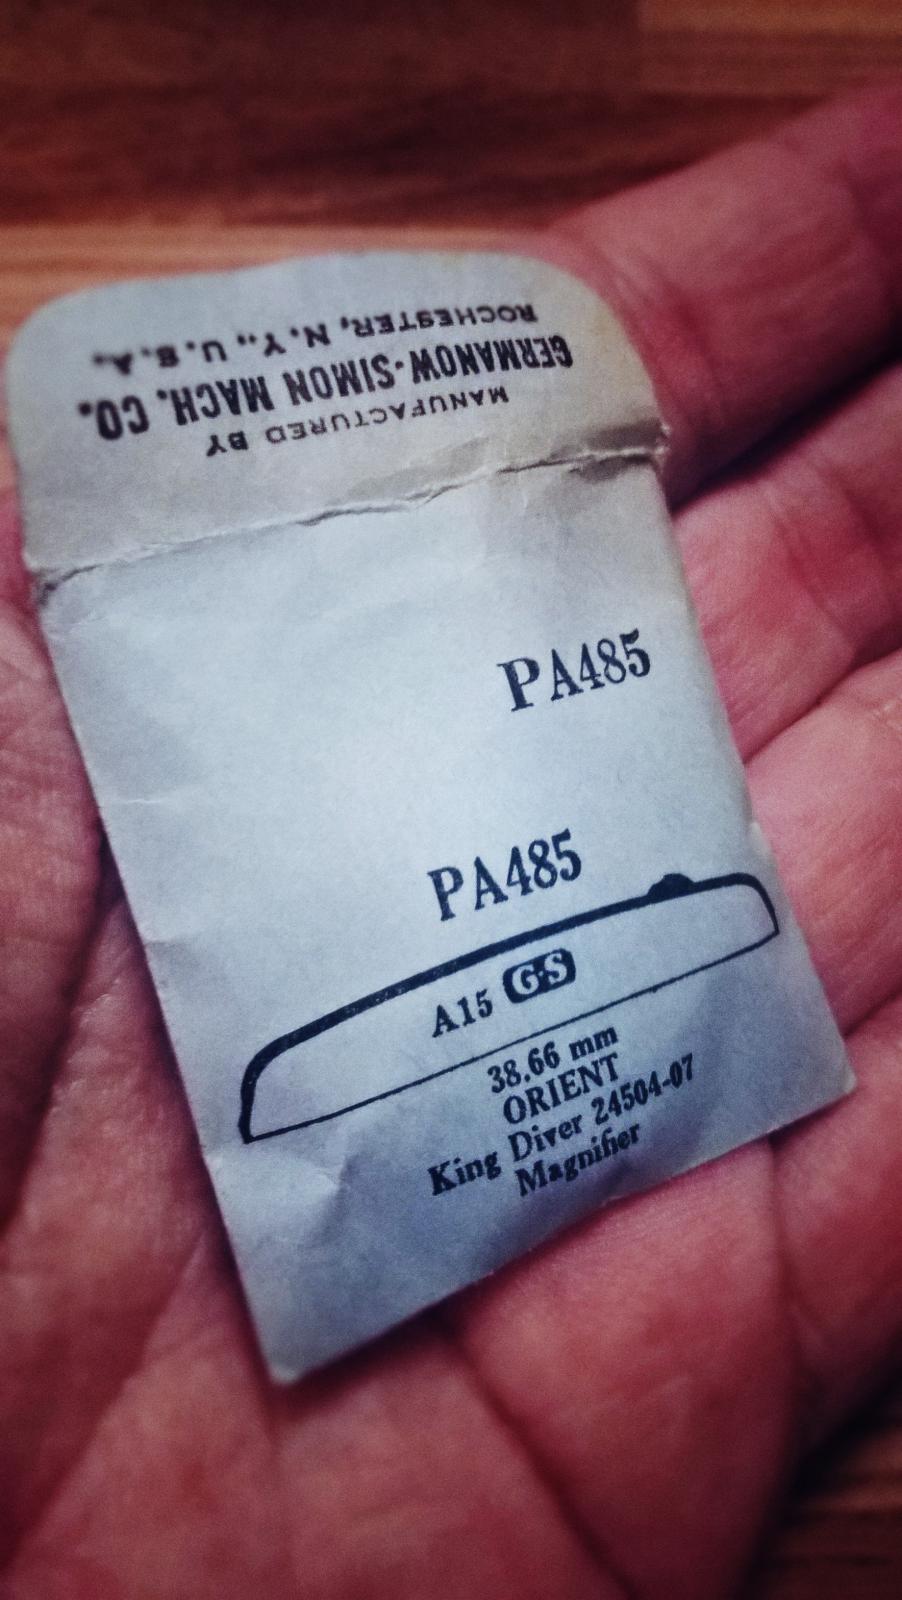 MANUFACTURED BY
GERMANOW-SIMON MACH. CO.
ROCHESTER, N.Y., U.S.A.
PA485
PA485
A15 G-S
38.66 mm
ORIENT
King Diver 24504-07
Magnifier